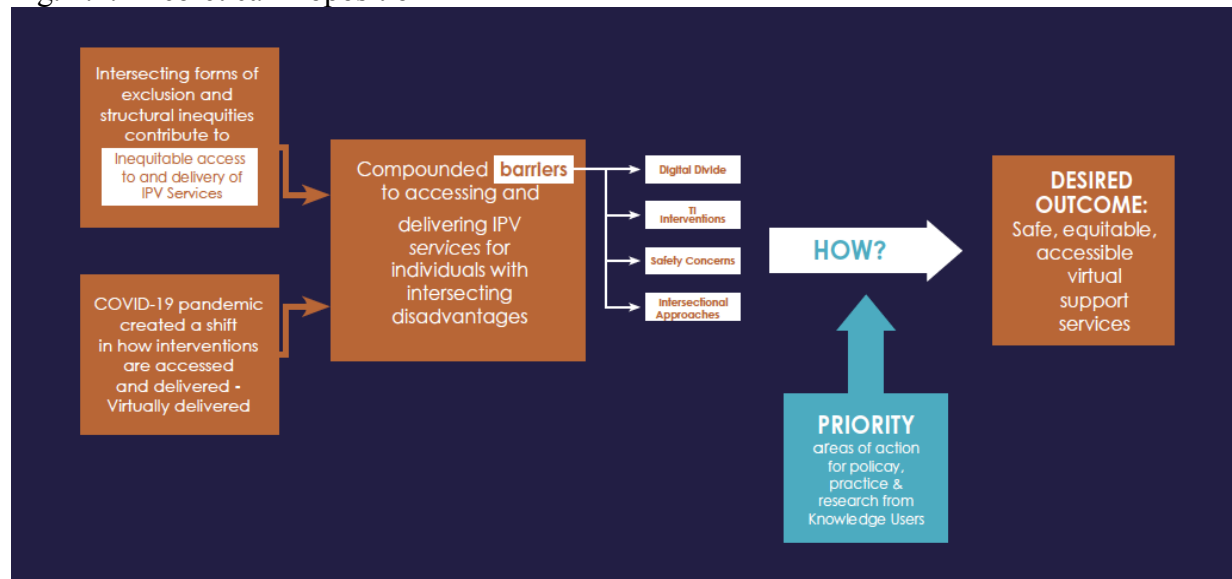 Intersecting forms of
exclusion and
structural inequities
contribute to
Inequitable access
to and delivery of
IPV Services
COVID-19 pandemic
created a shift
in how interventions
are accessed
and delivered -
Virtually delivered
Compounded barriers
to accessing and
delivering IPV
services for
individuals with
intersecting
disadvantages
Digital Divide
TI
Interventions
Safety Concerns
Intersectional
Approaches
HOW?
PRIORITY
areas of action
for policay,
practice &
research from
Knowledge Users
DESIRED
OUTCOME:
Safe, equitable,
accessible
virtual
support
services